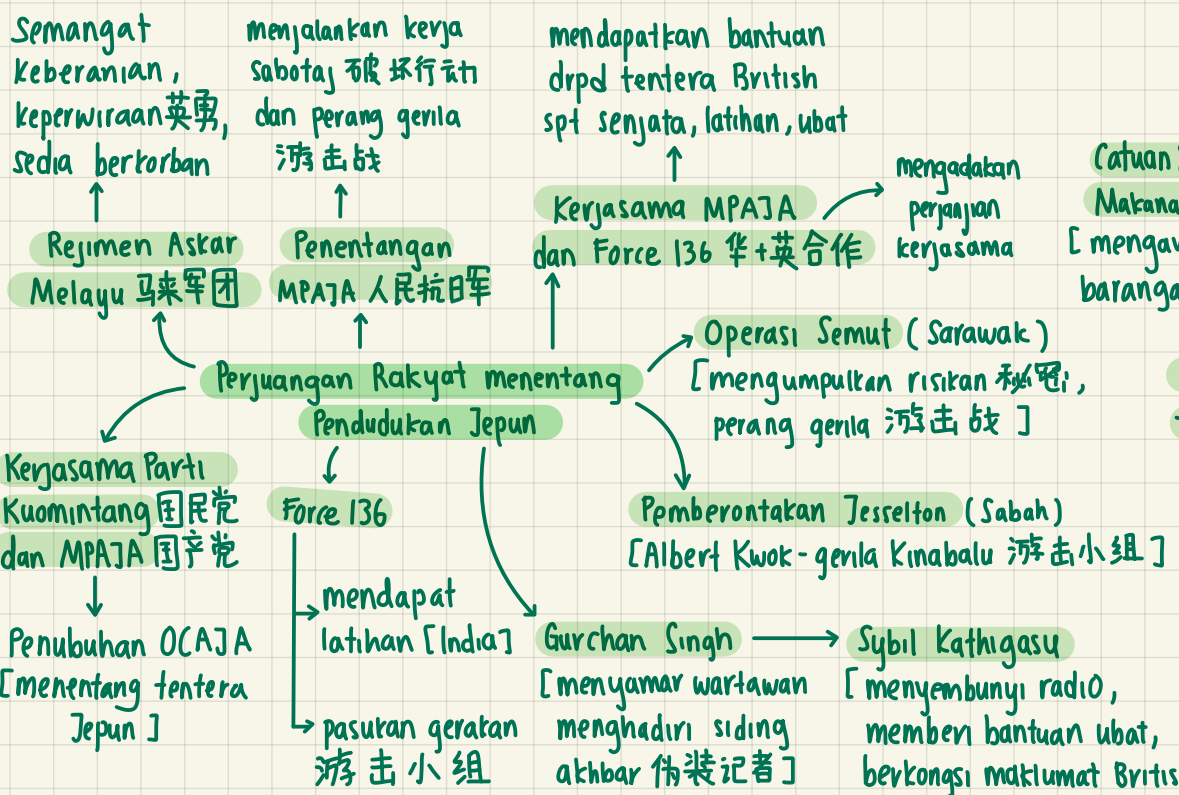 Semangat
keberanian,
keperwiraan英勇,
sedia berkorban
Rejimen Askar
Melayu 马来军团
menjalankan kerja
sabotaj 破坏行动
dan perang gerila
游击战
Penentangan
MPAJA 人民抗日军
mendapatkan bantuan
drpd tentera British
spt senjata, latihan, ubat
Kerjasama MPAJA
dan Force 136 华+英合作
mengadakan
perjanjian
kerjasama
Catuan
Makana
[mengaw
baranga
Perjuangan Rakyat menentang
Pendudukan Jepun
Operasi Semut (Sarawak)
[mengumpulkan risikan 秘密,
perang gerila 游击战]
Kerjasama Parti
Kuomintang 国民党
dan MPAJA 国产党
Penubuhan OCAJA
[menentang tentera
Jepun]
Force 136
mendapat
latihan [India]
pasukan gerakan
游击小组
Pemberontakan Jesselton (Sabah)
[Albert Kwok-gerila Kinabalu 游击小组]
Gurchan Singh
[menyamar wartawan
menghadiri siding
akhbar 伪装记者]
Sybil Kathigasu
[menyembunyi radio,
memberi bantuan ubat,
berkongsi maklumat Britis